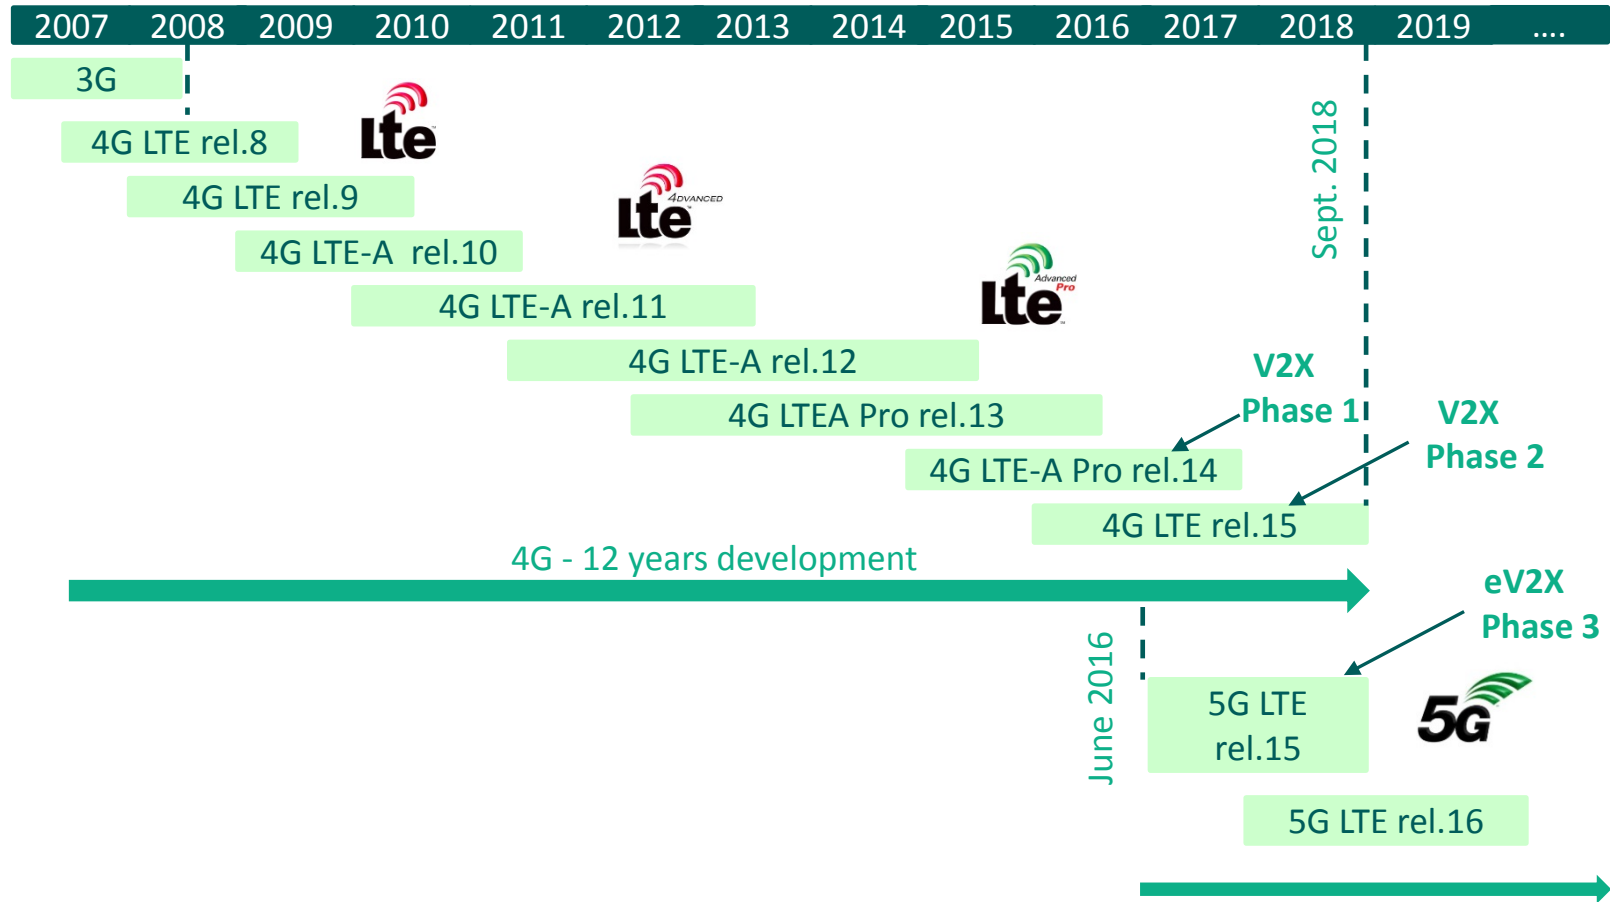 2007 2008 2009 2010 2011 2012 2013 2014 2015 2016 2017 2018 2019 ....
3G
4G LTE rel.8
Lte
4G LTE rel.9
4DVANCED
Lte
4G LTE-A rel.10
Sept. 2018
4G LTE-A rel.11
Advanced
Pro
Lte
4G LTE-A rel.12
V2X
Phase 1
4G LTEA Pro rel.13
V2X
Phase 2
4G LTE-A Pro rel.14
4G LTE rel.15
4G - 12 years development
eV2X
Phase 3
June 2016
5G LTE
rel.15
5G
5G LTE rel.16